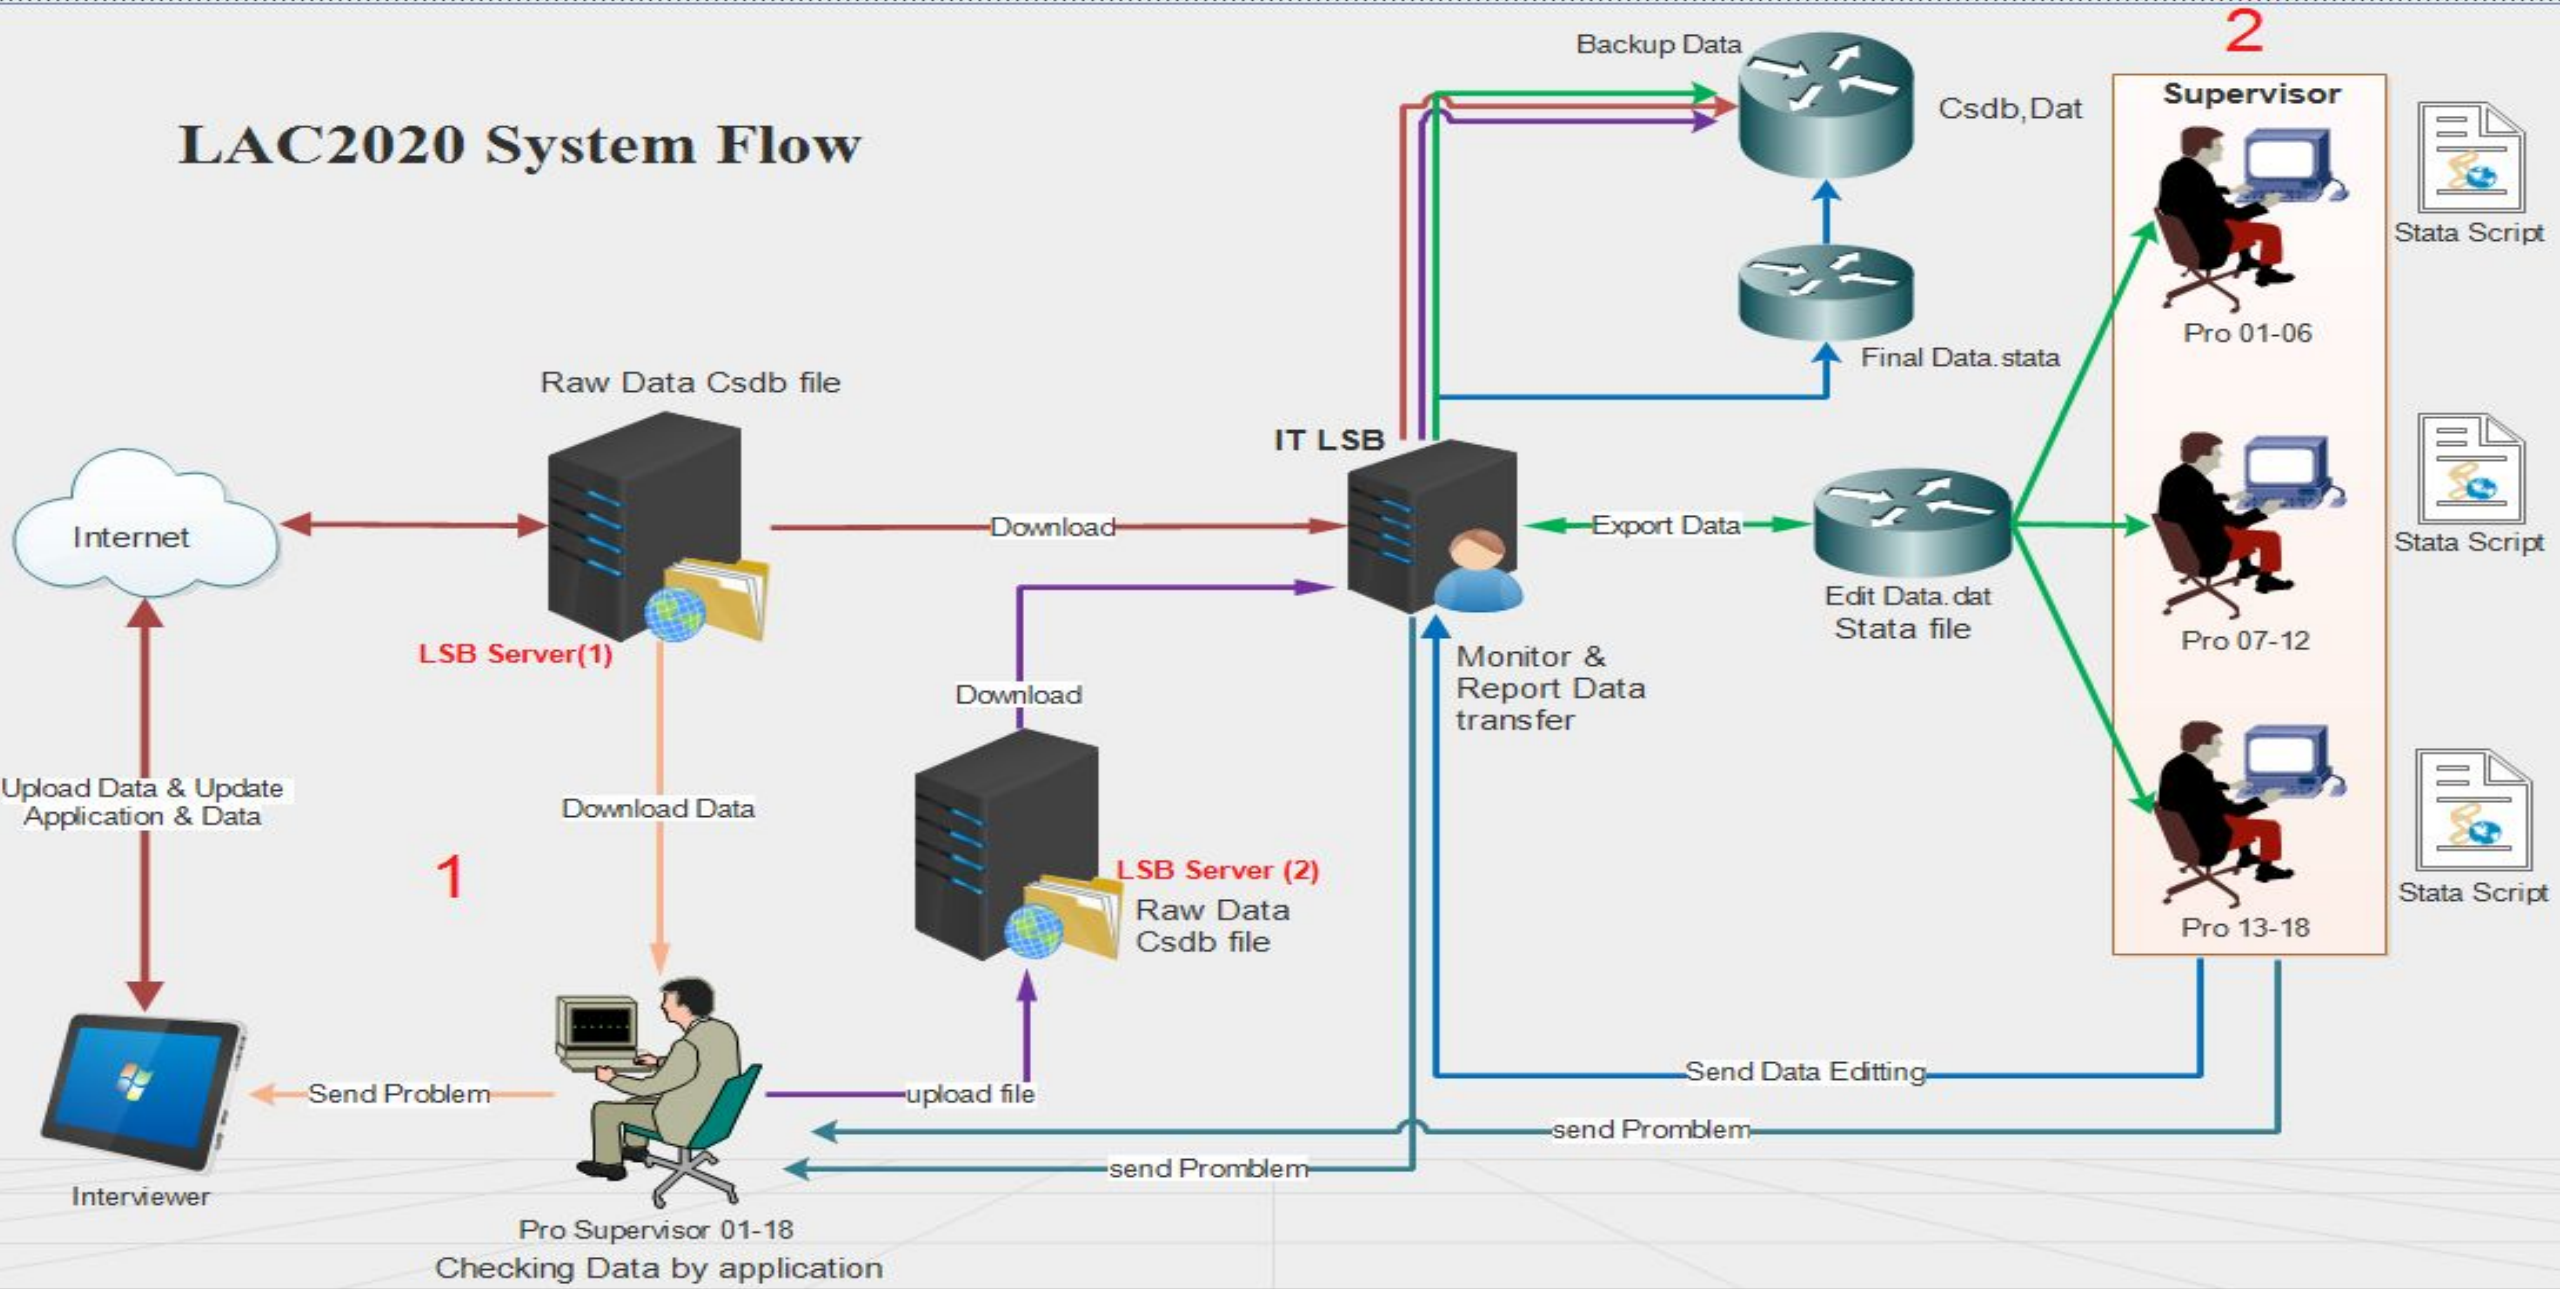 LAC2020 System Flow
2
Backup Data
Csdb,Dat
Supervisor
Stata Script
Pro 01-06
Final Data.stata
Raw Data Csdb file
IT LSB
Internet
Download
Export Data
Stata Script
Edit Data.dat
Stata file
Pro 07-12
LSB Server(1)
Monitor &
Report Data
transfer
Download
Upload Data & Update
Application & Data
Download Data
1
LSB Server (2)
Raw Data
Csdb file
Stata Script
Pro 13-18
Send Data Editting
Send Problem
upload file
send Promblem
send Promblem
Interviewer
Pro Supervisor 01-18
Checking Data by application